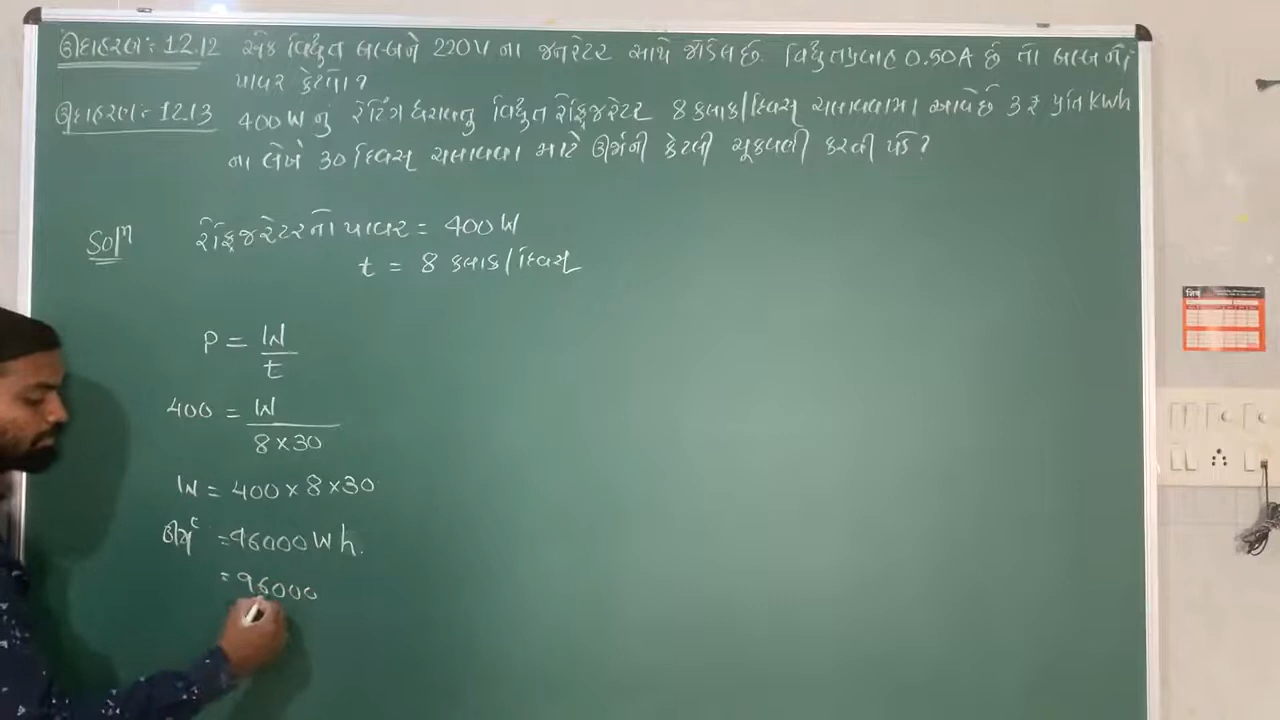 ઉદાહરણ : 12.12 એક વિદ્યુત બલ્બને 220V ના જનરેટર સાથે જોડેલ છે. વિદ્યુતપ્રવાહ 0.50A છે તો બલ્બનો
પાવર કેટલો?
ઉદાહરણ :- 12.13 400W નું રેટિંગ ધરાવતું વિદ્યુત રેફ્રિજરેટર 8 કલાક/દિવસ ચલાવવામાં આવે છે 3 ₹ પ્રતિ kWh
ના લેખે 30 દિવસ ચલાવવા માટે ઊર્જાની કેટલી ચૂકવણી કરવી પડે?
Solⁿ રેફ્રિજરેટરનો પાવર = 400 W
t = 8 કલાક/દિવસ
P = W
t
400 = W
8 × 30
W = 400 × 8 × 30
ઊર્જા = 96000 W h.
= 96000